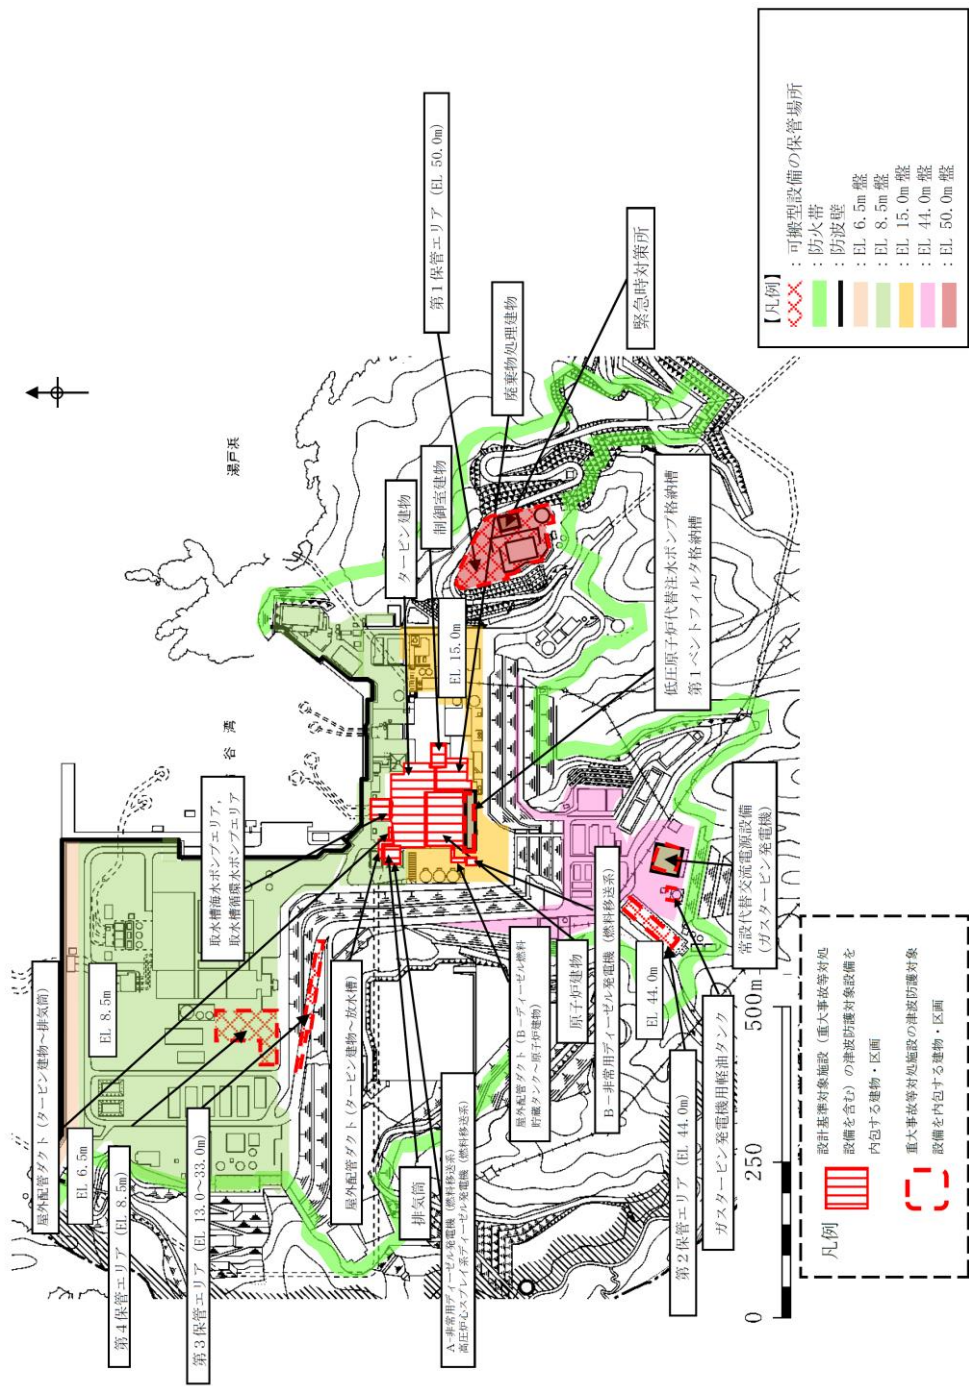 屋外配管ダクト（タービン建物～排気筒）
EL 6.5m
第４保管エリア（EL 8.5m）
第３保管エリア（EL 13.0～33.0m）
EL 8.5m
取水槽海水ポンプエリア，
取水槽循環水ポンプエリア
谷 湾
湯戸浜
タービン建物
制御室建物
第１保管エリア（EL 50.0m）
廃棄物処理建物
緊急時対策所
EL 15.0m
低圧原子炉代替注水ポンプ格納槽
第１ベントフィルタ格納槽
屋外配管ダクト（タービン建物～放水槽）
排気筒
A－非常用ディーゼル発電機（燃料移送系）
高圧炉心スプレイ系ディーゼル発電機（燃料移送系）
屋外配管ダクト（B－ディーゼル燃料
貯蔵タンク～原子炉建物）
原子炉建物
B－非常用ディーゼル発電機（燃料移送系）
EL 44.0m
第２保管エリア（EL 44.0m）
ガスタービン発電機用軽油タンク
常設代替交流電源設備
（ガスタービン発電機）
0
250
500m
【凡例】
：可搬型設備の保管場所
：防火帯
：防波壁
：EL 6.5m 盤
：EL 8.5m 盤
：EL 15.0m 盤
：EL 44.0m 盤
：EL 50.0m 盤
凡例
設計基準対象施設（重大事故等対処
設備を含む）の津波防護対象設備を
内包する建物・区画
重大事故等対処施設の津波防護対象
設備を内包する建物・区画